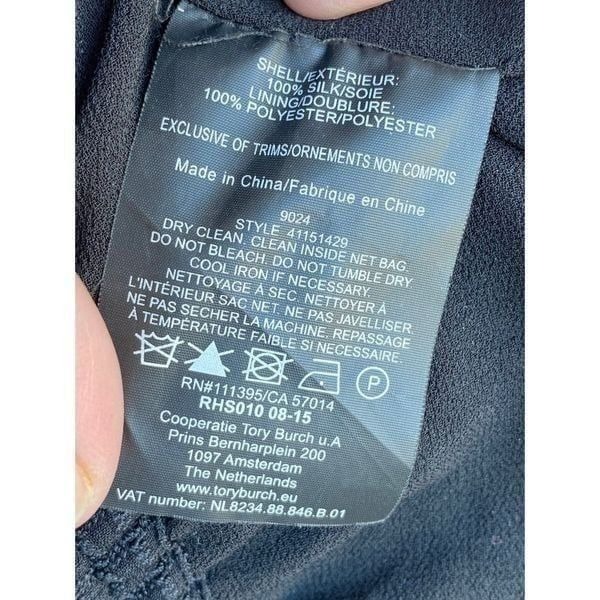 SHELL/EXTÉRIEUR:
100% SILK/SOIE
LINING/DOUBLURE:
100% POLYESTER/POLYESTER
EXCLUSIVE OF TRIMS/ORNEMENTS NON COMPRIS
Made in China/Fabrique en Chine
9024
STYLE 41151429
DRY CLEAN. CLEAN INSIDE NET BAG.
DO NOT BLEACH. DO NOT TUMBLE DRY
COOL IRON IF NECESSARY.
NETTOYAGE À SEC. NETTOYER À
L'INTÉRIEUR SAC NET. NE PAS JAVELLISER.
NE PAS SECHER LA MACHINE. REPASSAGE
À TEMPÉRATURE FAIBLE SI NECESSAIRE.
P
RN#111395/CA 57014
RHS010 08-15
Cooperatie Tory Burch u.A
Prins Bernharplein 200
1097 Amsterdam
The Netherlands
www.toryburch.eu
VAT number: NL8234.88.846.B.01